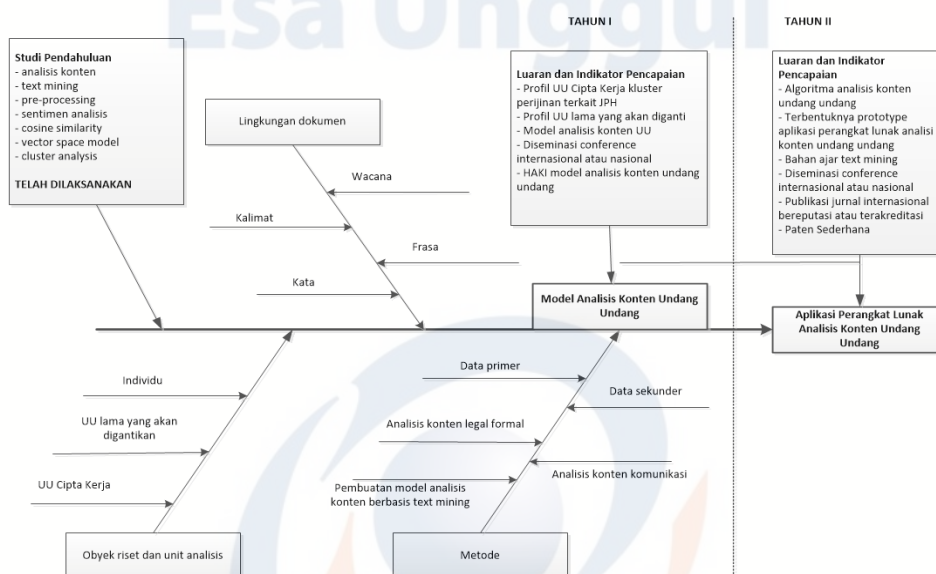 Esa Unggul
TAHUN I
TAHUN II
Studi Pendahuluan
- analisis konten
- text mining
- pre-processing
- sentimen analisis
- cosine similarity
- vector space model
- cluster analysis
TELAH DILAKSANAKAN
Lingkungan dokumen
Luaran dan Indikator Pencapaian
- Profil UU Cipta Kerja kluster
perijinan terkait JPH
- Profil UU lama yang akan diganti
- Model analisis konten UU
- Diseminasi conference
internasional atau nasional
- HAKI model analisis konten undang
undang
Luaran dan Indikator
Pencapaian
- Algoritma analisis konten
undang undang
- Terbentuknya prototype
aplikasi perangkat lunak analisi
konten undang undang
- Bahan ajar text mining
- Diseminasi conference
internasional atau nasional
- Publikasi jurnal internasional
bereputasi atau terakreditasi
- Paten Sederhana
Wacana
Kalimat
Frasa
Kata
Model Analisis Konten Undang
Undang
Aplikasi Perangkat Lunak
Analisis Konten Undang
Undang
Individu
UU lama yang akan
digantikan
UU Cipta Kerja
Obyek riset dan unit analisis
Data primer
Data sekunder
Analisis konten legal formal
Analisis konten komunikasi
Pembuatan model analisis
konten berbasis text mining
Metode